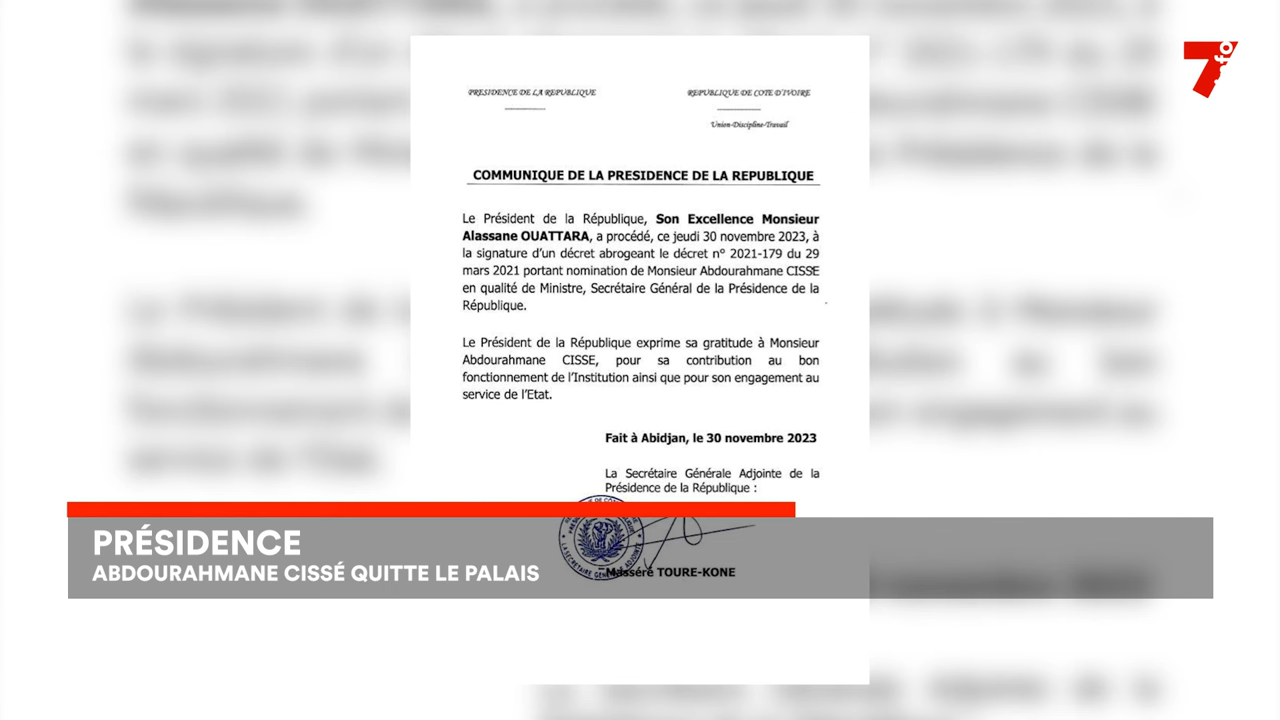 7
fo
PRESIDENCE DE LA REPUBLIQUE
REPUBLIQUE DE COTE D'IVOIRE
Union-Discipline-Travail
COMMUNIQUE DE LA PRESIDENCE DE LA REPUBLIQUE
Le Président de la République, Son Excellence Monsieur
Alassane OUATTARA, a procédé, ce jeudi 30 novembre 2023, à
la signature d'un décret abrogeant le décret n° 2021-179 du 29
mars 2021 portant nomination de Monsieur Abdourahmane CISSE
en qualité de Ministre, Secrétaire Général de la Présidence de la
République.
Le Président de la République exprime sa gratitude à Monsieur
Abdourahmane CISSE, pour sa contribution au bon
fonctionnement de l'Institution ainsi que pour son engagement au
service de l'Etat.
Fait à Abidjan, le 30 novembre 2023
La Secrétaire Générale Adjointe de la
Présidence de la République :
Masséré TOURE-KONE
PRÉSIDENCE
ABDOURAHMANE CISSÉ QUITTE LE PALAIS